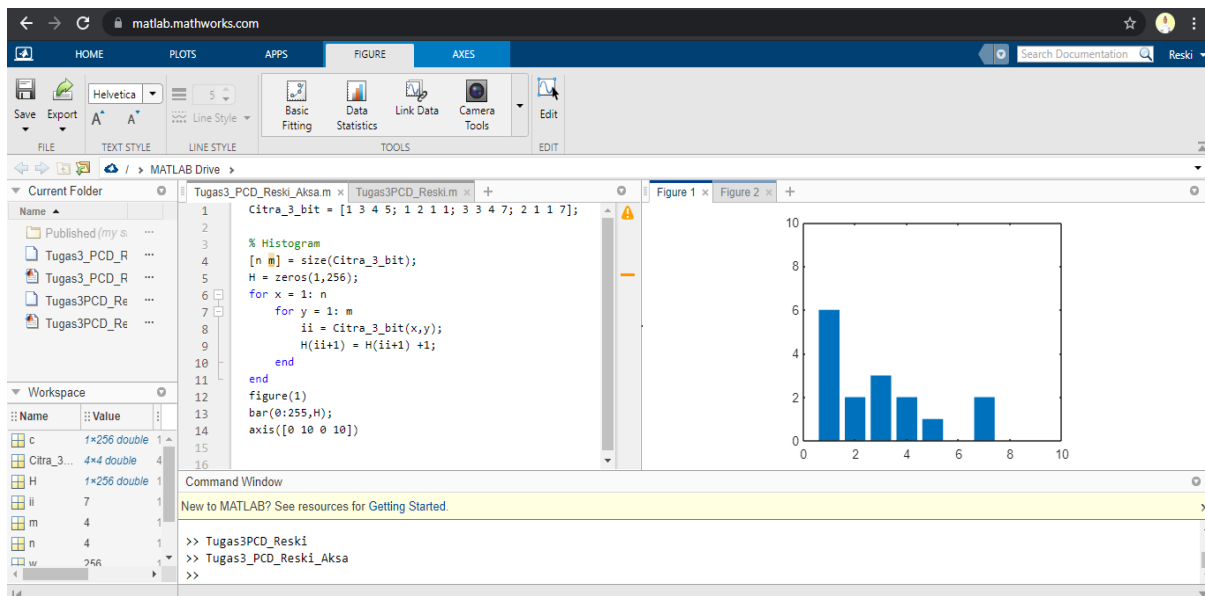 matlab.mathworks.com
HOME PLOTS APPS FIGURE AXES Search Documentation Reski
Save Export Helvetica 5 Line Style Basic Fitting Data Statistics Link Data Camera Tools Edit
FILE TEXT STYLE LINE STYLE TOOLS EDIT
/ › MATLAB Drive ›
Current Folder
Name
Published (my s ...
Tugas3_PCD_R ...
Tugas3_PCD_R ...
Tugas3PCD_Re ...
Tugas3PCD_Re ...
Workspace
Name Value
c 1×256 double 1
Citra_3... 4×4 double 4
H 1×256 double 1
ii 7 1
m 4 1
n 4 1
w 256 1
Tugas3_PCD_Reski_Aksa.m × Tugas3PCD_Reski.m × +
1 Citra_3_bit = [1 3 4 5; 1 2 1 1; 3 3 4 7; 2 1 1 7];
2
3 % Histogram
4 [n m] = size(Citra_3_bit);
5 H = zeros(1,256);
6 for x = 1: n
7 for y = 1: m
8 ii = Citra_3_bit(x,y);
9 H(ii+1) = H(ii+1) +1;
10 end
11 end
12 figure(1)
13 bar(0:255,H);
14 axis([0 10 0 10])
15
16
Figure 1 × Figure 2 × +
10
8
6
4
2
0
0 2 4 6 8 10
Command Window
New to MATLAB? See resources for Getting Started.
>> Tugas3PCD_Reski
>> Tugas3_PCD_Reski_Aksa
>>